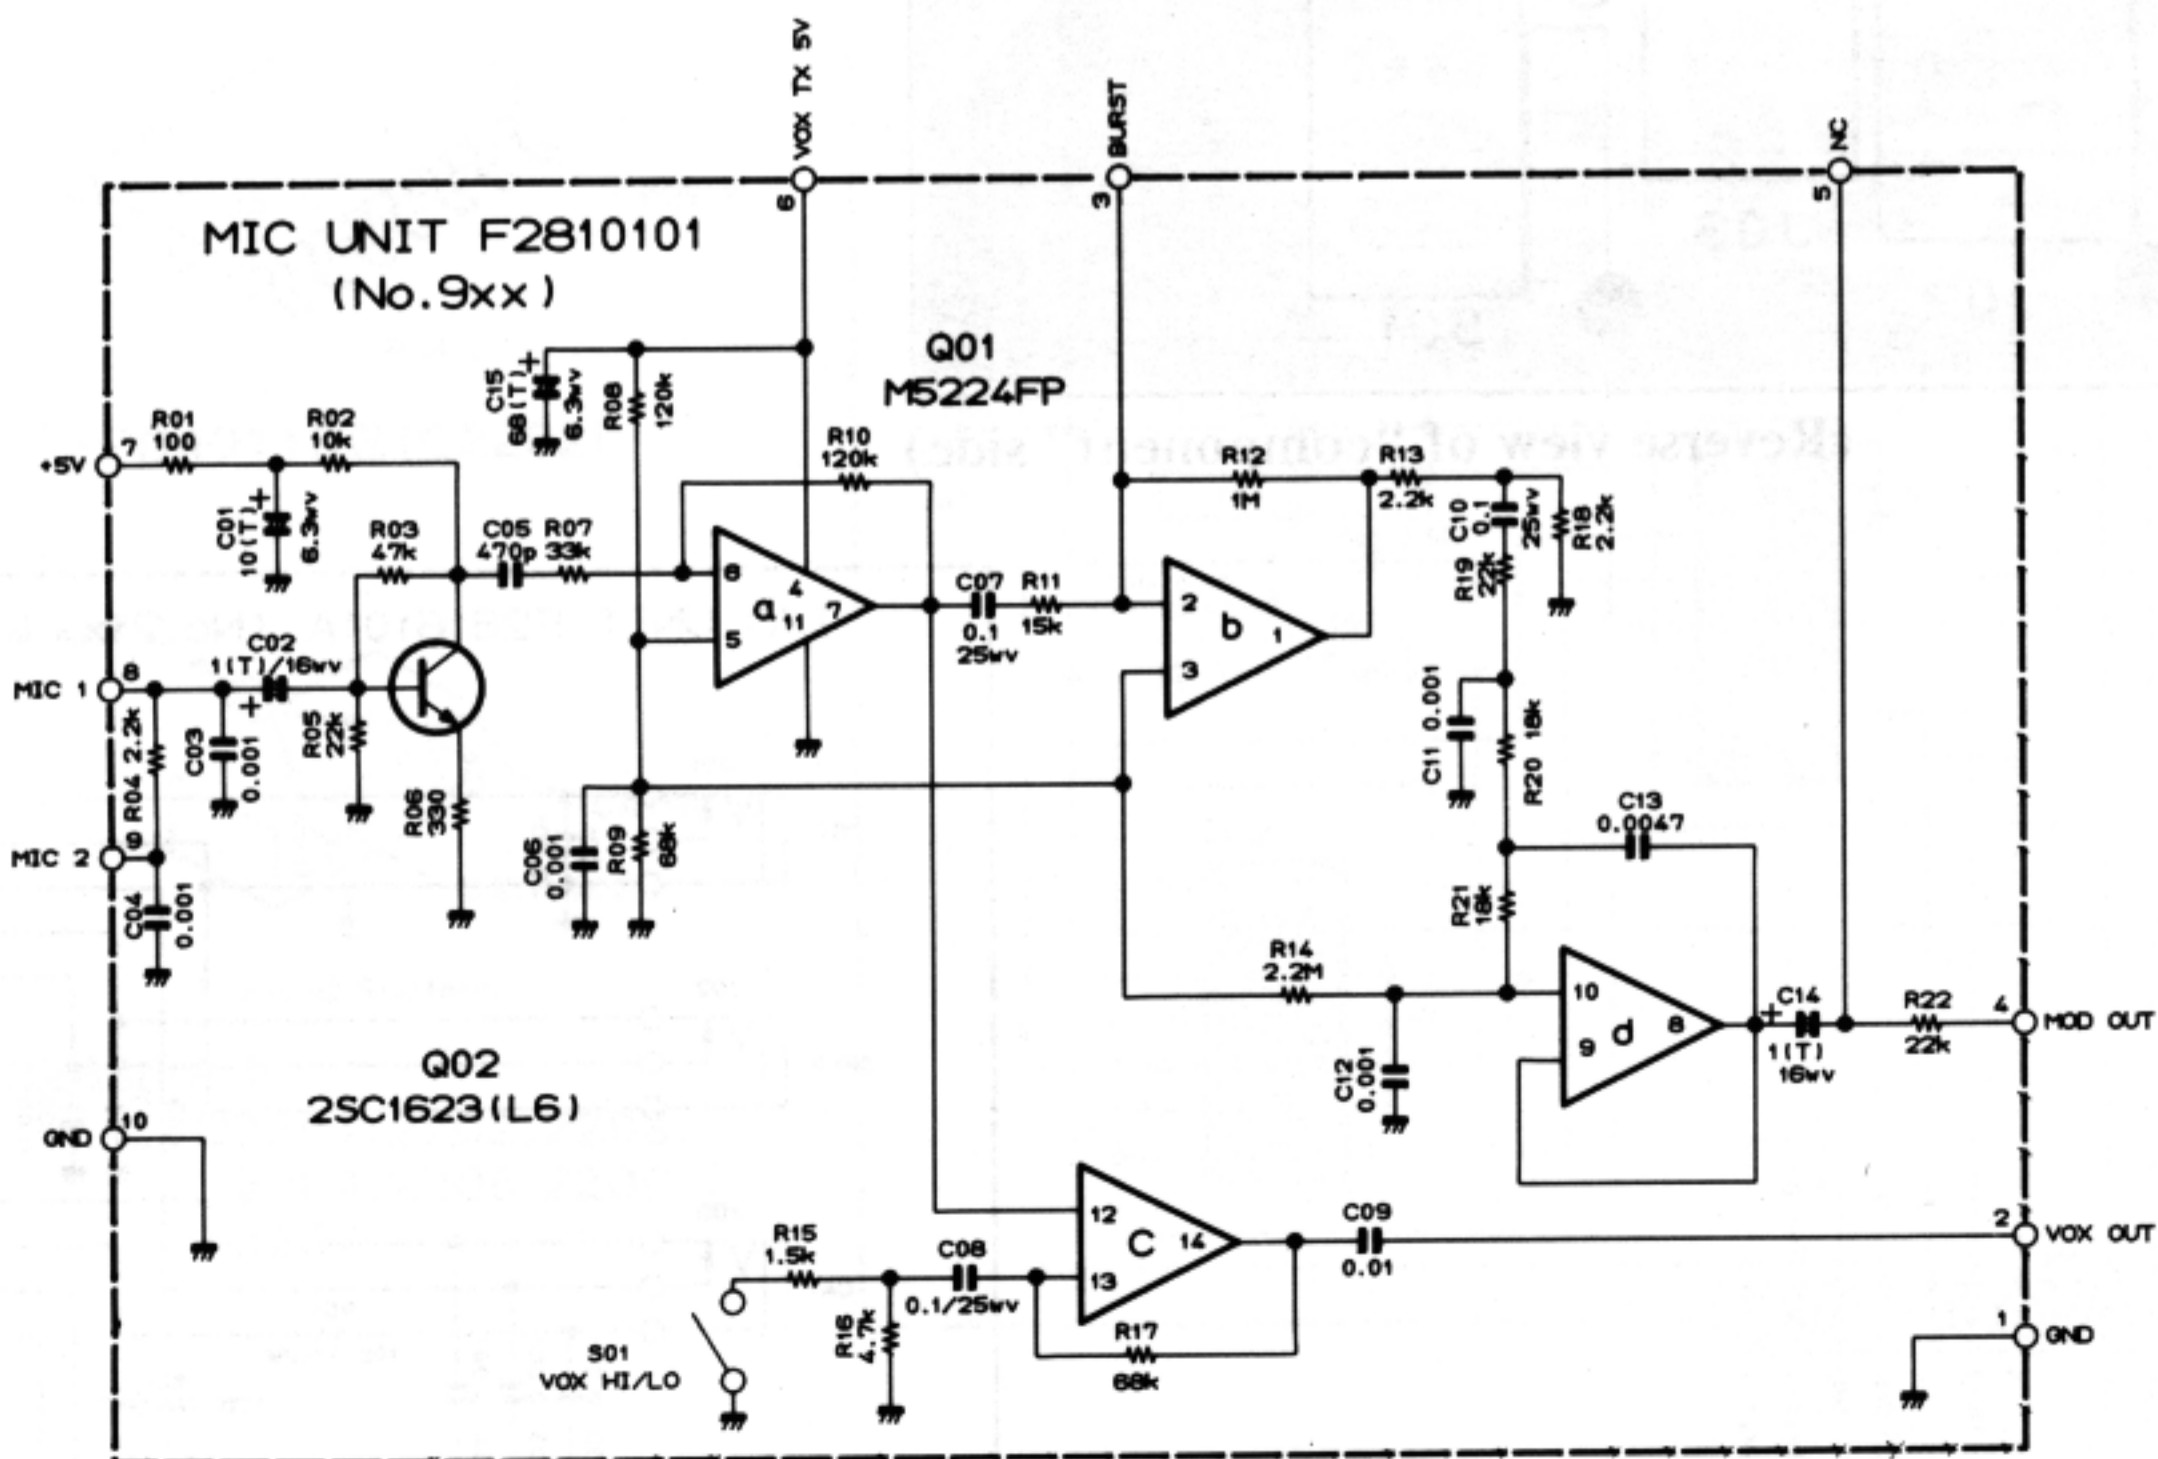 VOX TX 5V
BURST
NC
6
3
5
MIC UNIT F2810101
(No.9xx)
Q01
M5224FP
C15
68(T)
6.3wv
R08
120k
R10
120k
R01
100
R02
10k
7
+5V
C01
10(T)
6.3wv
R03
47k
C05
470p
R07
33k
R12
1M
R13
2.2k
C10
0.1
25wv
R18
2.2k
R19
22k
6
4
a
11
7
5
C07
0.1
25wv
R11
15k
2
b
1
3
C02
1(T)/16wv
8
MIC 1
R04 2.2k
C03
0.001
R05
22k
R06
330
9
MIC 2
C04
0.001
C06
0.001
R09
68k
C11 0.001
R20 18k
C13
0.0047
R21
18k
R14
2.2M
C12
0.001
10
d
8
9
C14
1(T)
16wv
R22
22k
4
MOD OUT
Q02
2SC1623(L6)
GND
10
12
C
14
13
C09
0.01
2
VOX OUT
R15
1.5k
C08
0.1/25wv
R16
4.7k
R17
68k
S01
VOX HI/LO
1
GND
(Reverse view of "component" side)